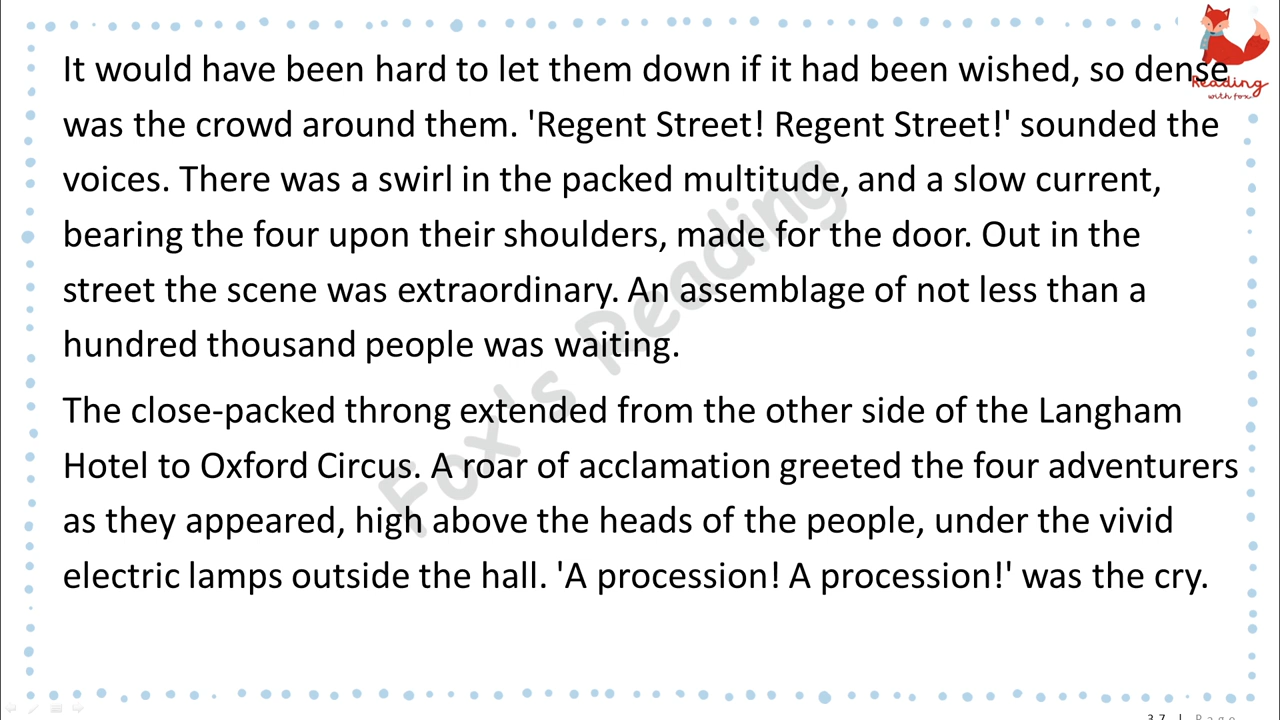 It would have been hard to let them down if it had been wished, so dense
was the crowd around them. 'Regent Street! Regent Street!' sounded the
voices. There was a swirl in the packed multitude, and a slow current,
bearing the four upon their shoulders, made for the door. Out in the
street the scene was extraordinary. An assemblage of not less than a
hundred thousand people was waiting.
The close-packed throng extended from the other side of the Langham
Hotel to Oxford Circus. A roar of acclamation greeted the four adventurers
as they appeared, high above the heads of the people, under the vivid
electric lamps outside the hall. 'A procession! A procession!' was the cry.
Reading
with fox
Fox's Reading
37 | Page